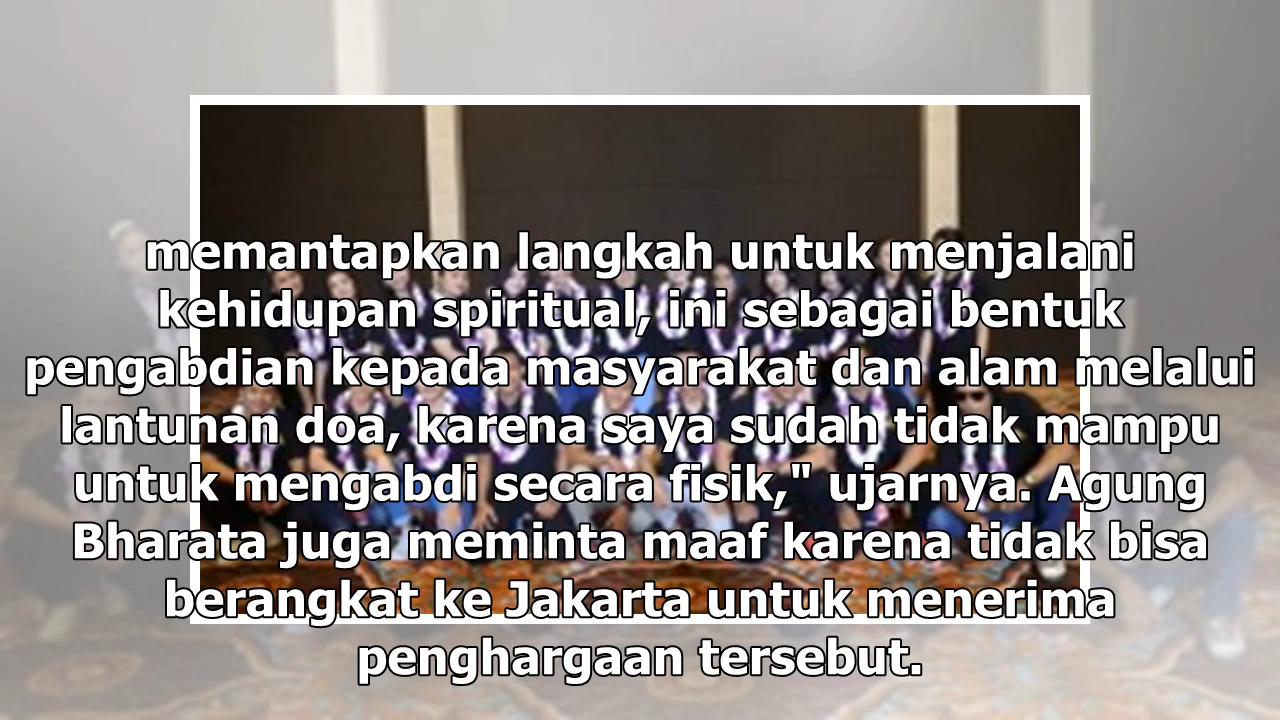 memantapkan langkah untuk menjalani
kehidupan spiritual, ini sebagai bentuk
pengabdian kepada masyarakat dan alam melalui
lantunan doa, karena saya sudah tidak mampu
untuk mengabdi secara fisik," ujarnya. Agung
Bharata juga meminta maaf karena tidak bisa
berangkat ke Jakarta untuk menerima
penghargaan tersebut.